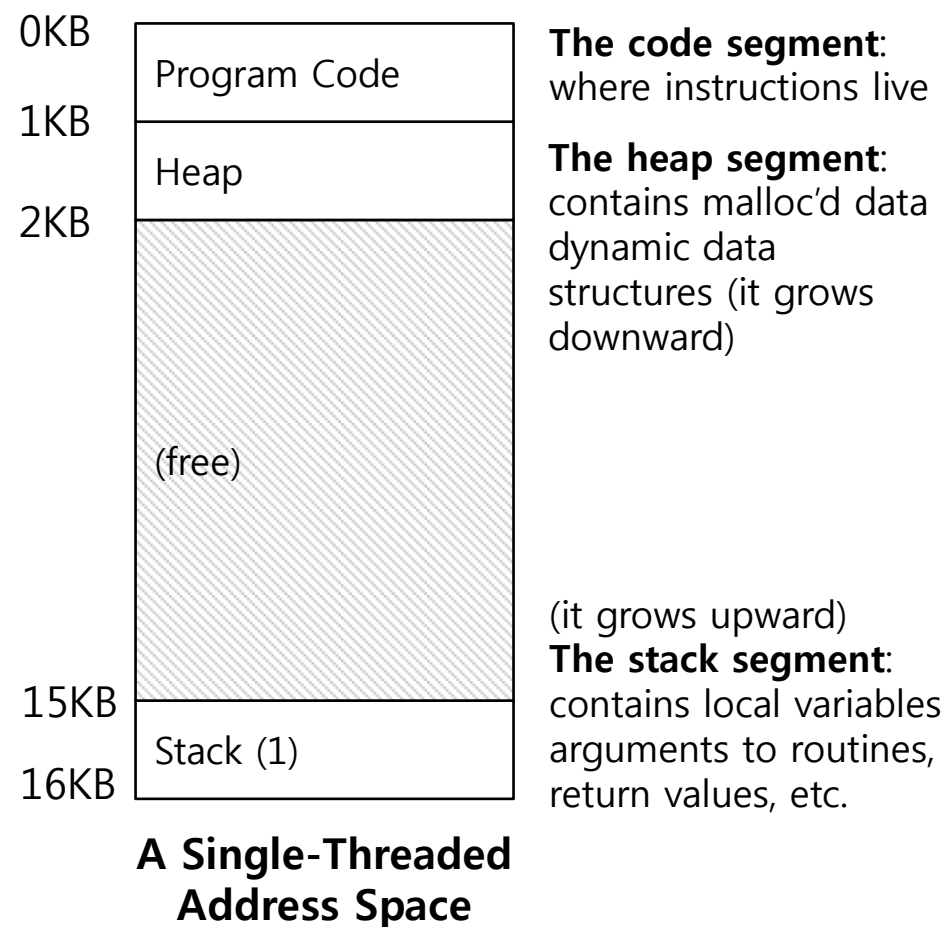 0KB
Program Code
1KB
Heap
2KB
(free)
15KB
Stack (1)
16KB
The code segment:
where instructions live
The heap segment:
contains malloc’d data
dynamic data
structures (it grows
downward)
(it grows upward)
The stack segment:
contains local variables
arguments to routines,
return values, etc.
A Single-Threaded
Address Space